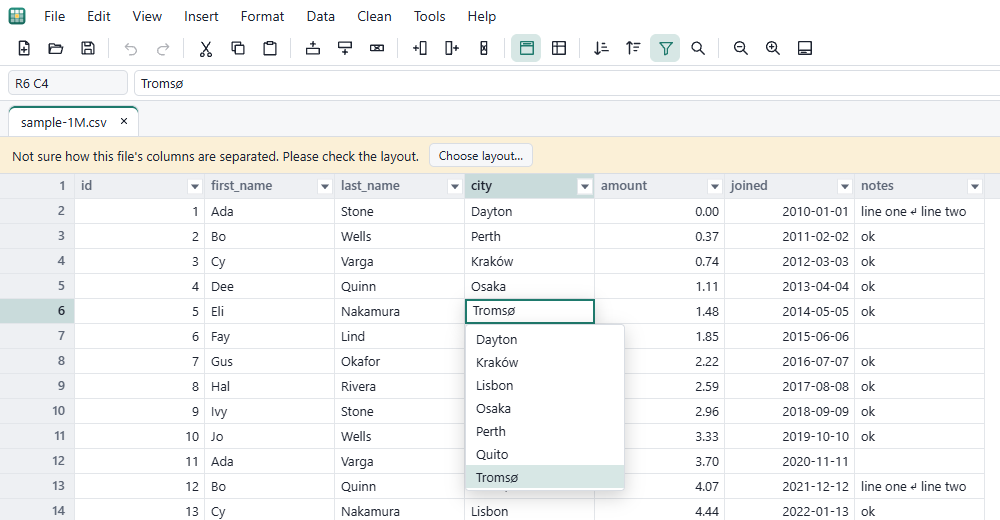 File Edit View Insert Format Data Clean Tools Help
R6 C4 Tromsø
sample-1M.csv ×
Not sure how this file's columns are separated. Please check the layout. Choose layout...
1 id first_name last_name city amount joined notes
2 1 Ada Stone Dayton 0.00 2010-01-01 line one ↵ line two
3 2 Bo Wells Perth 0.37 2011-02-02 ok
4 3 Cy Varga Kraków 0.74 2012-03-03 ok
5 4 Dee Quinn Osaka 1.11 2013-04-04 ok
6 5 Eli Nakamura Tromsø 1.48 2014-05-05 ok
7 6 Fay Lind 1.85 2015-06-06
8 7 Gus Okafor 2.22 2016-07-07 ok
9 8 Hal Rivera 2.59 2017-08-08 ok
10 9 Ivy Stone 2.96 2018-09-09 ok
11 10 Jo Wells 3.33 2019-10-10 ok
12 11 Ada Varga 3.70 2020-11-11
13 12 Bo Quinn 4.07 2021-12-12 line one ↵ line two
14 13 Cy Nakamura Lisbon 4.44 2022-01-13 ok
Dayton
Kraków
Lisbon
Osaka
Perth
Quito
Tromsø